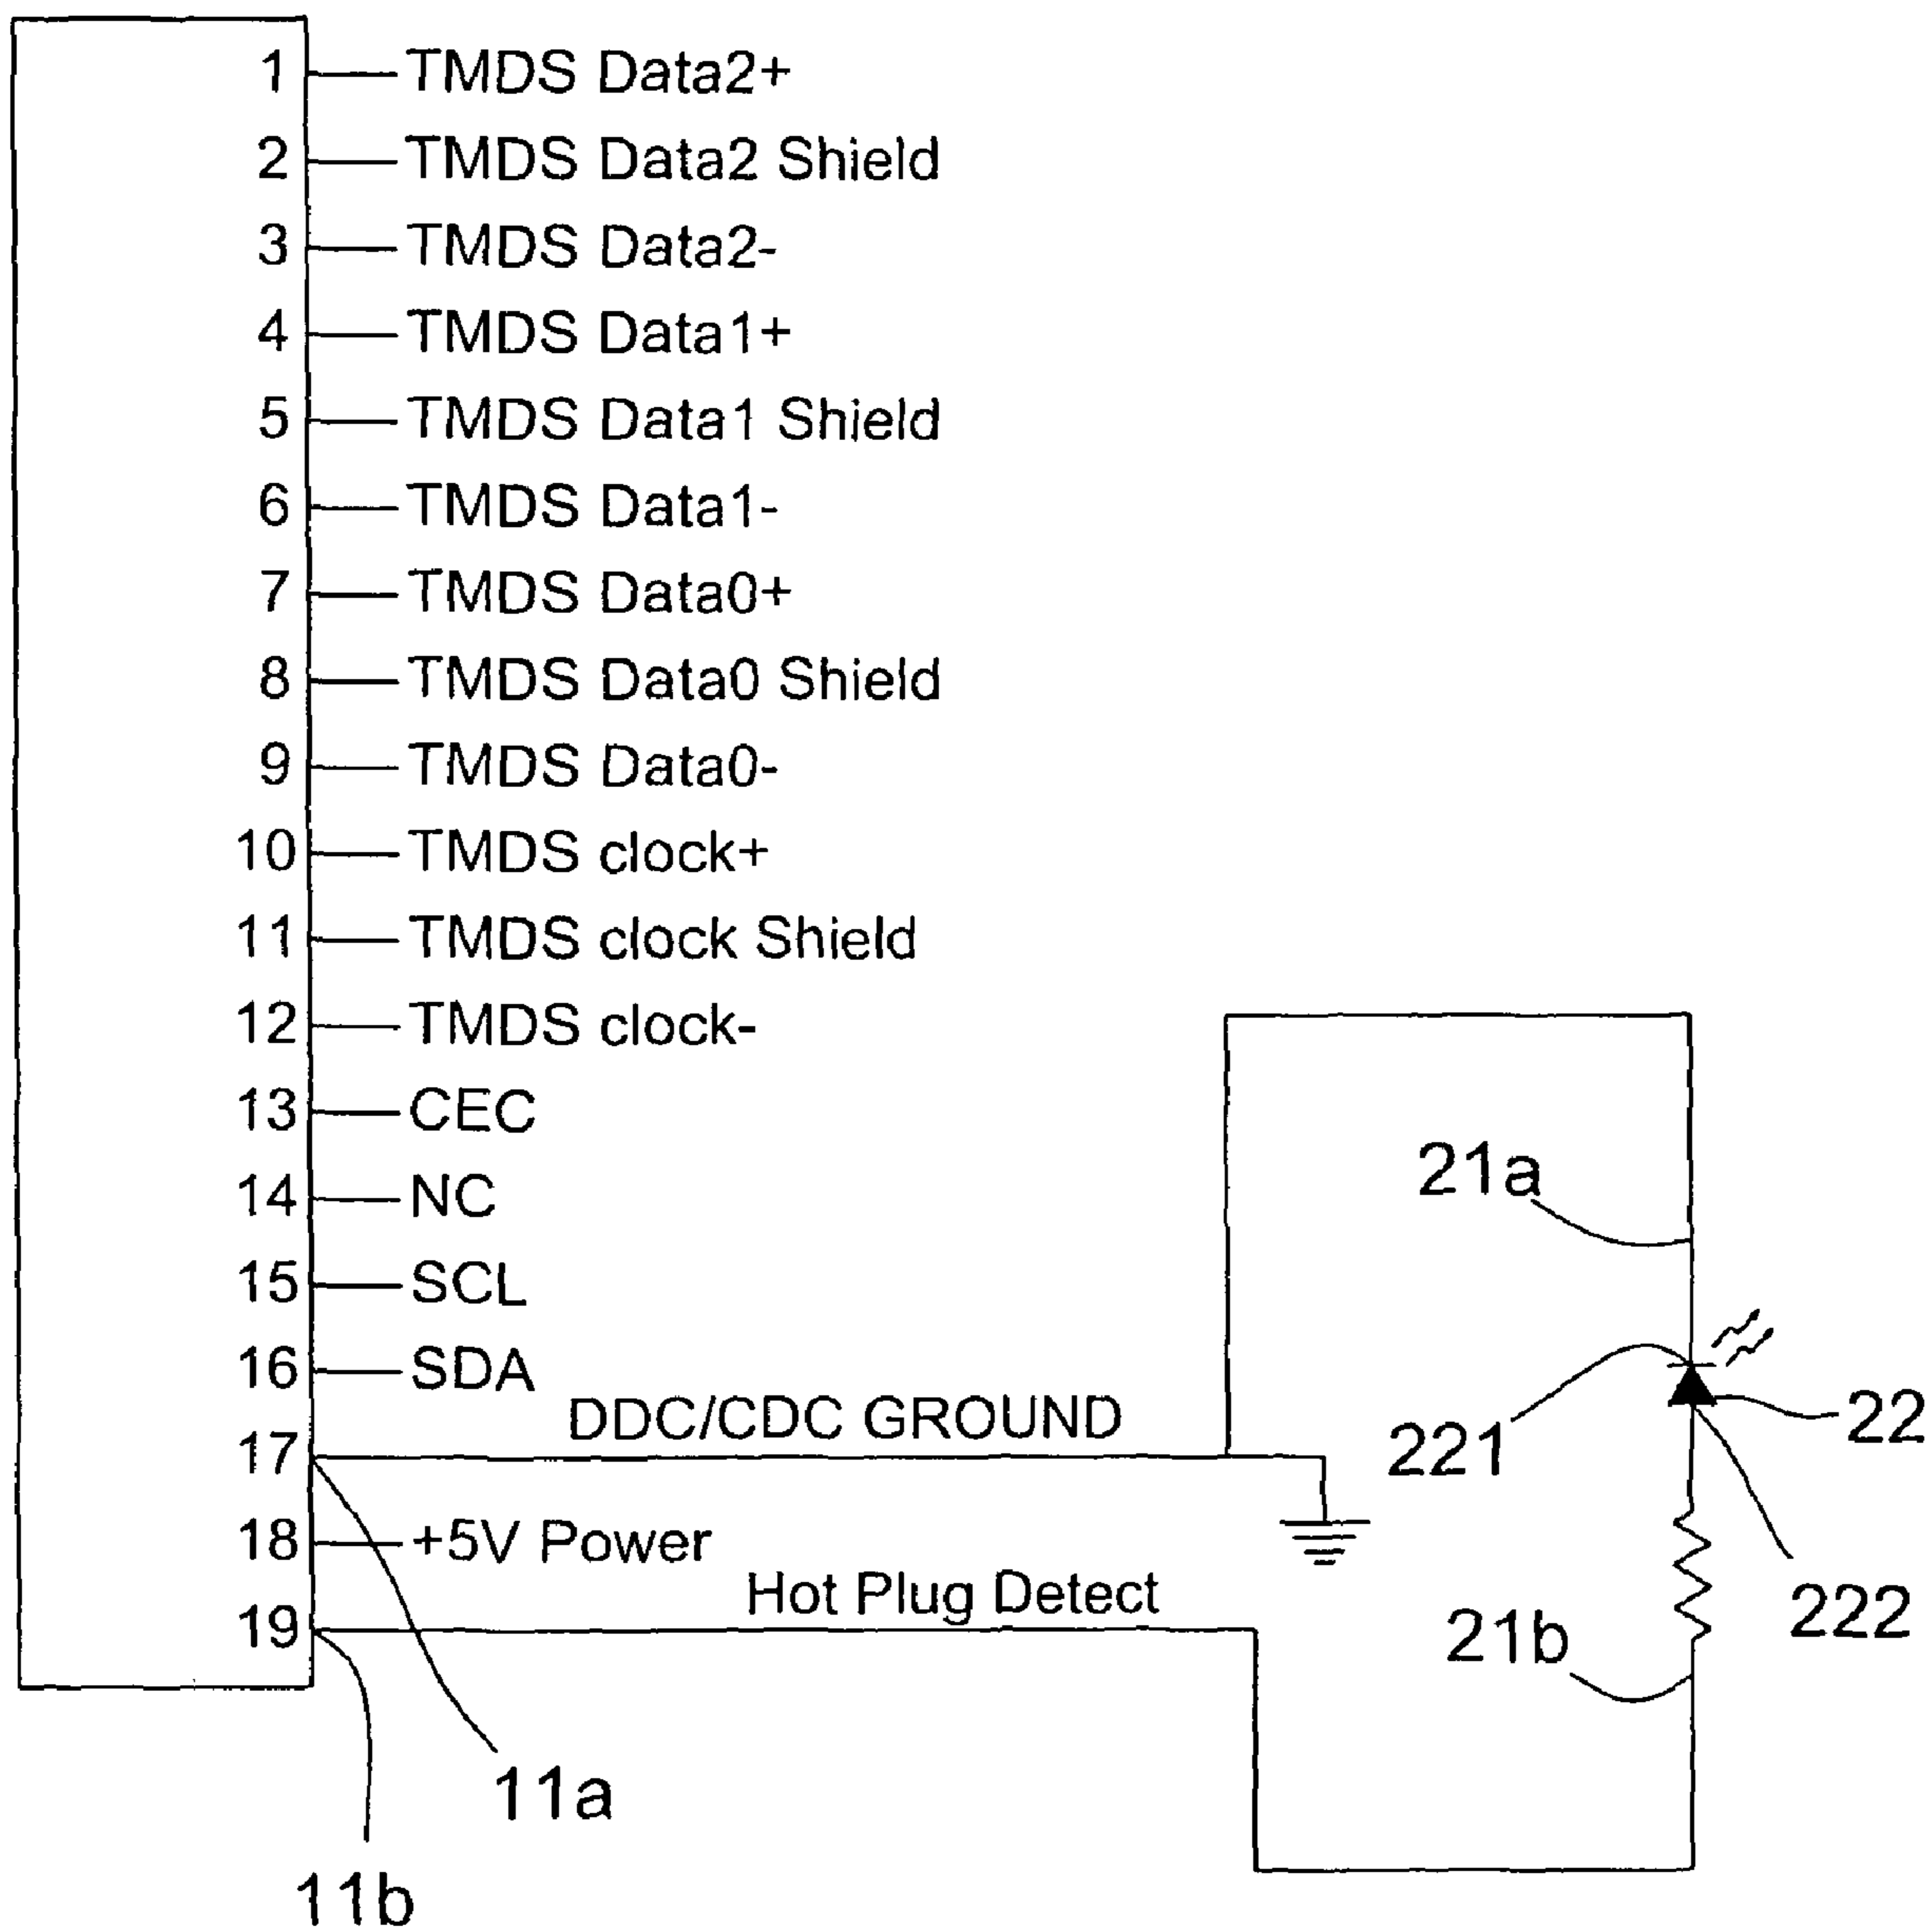 1 TMDS Data2+
2 TMDS Data2 Shield
3 TMDS Data2-
4 TMDS Data1+
5 TMDS Data1 Shield
6 TMDS Data1-
7 TMDS Data0+
8 TMDS Data0 Shield
9 TMDS Data0-
10 TMDS clock+
11 TMDS clock Shield
12 TMDS clock-
13 CEC
14 NC
15 SCL
16 SDA
17 DDC/CDC GROUND
18 +5V Power
19 Hot Plug Detect
11a
11b
21a
221
22
222
21b